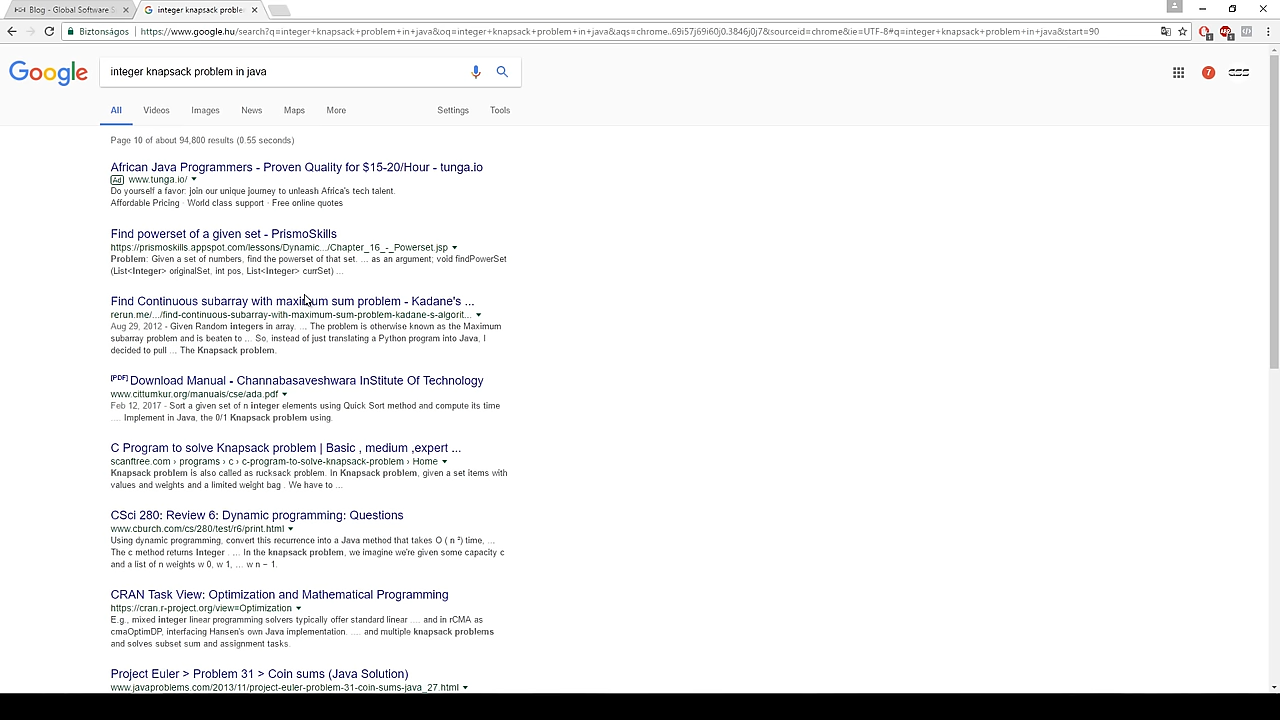 Blog - Global Software S
integer knapsack proble
Biztonságos
https://www.google.hu/search?q=integer+knapsack+problem+in+java&oq=integer+knapsack+problem+in+java&aqs=chrome..69i57j69i60j0.3846j0j7&sourceid=chrome&ie=UTF-8#q=integer+knapsack+problem+in+java&start=90
Google
integer knapsack problem in java
7
All
Videos
Images
News
Maps
More
Settings
Tools
Page 10 of about 94,800 results (0.55 seconds)
African Java Programmers - Proven Quality for $15-20/Hour - tunga.io
Ad www.tunga.io/
Do yourself a favor: join our unique journey to unleash Africa's tech talent.
Affordable Pricing · World class support · Free online quotes
Find powerset of a given set - PrismoSkills
https://prismoskills.appspot.com/lessons/Dynamic.../Chapter_16_-_Powerset.jsp
Problem: Given a set of numbers, find the powerset of that set. ... as an argument; void findPowerSet
(List<Integer> originalSet, int pos, List<Integer> currSet) ...
Find Continuous subarray with maximum sum problem - Kadane's ...
rerun.me/.../find-continuous-subarray-with-maximum-sum-problem-kadane-s-algorit...
Aug 29, 2012 - Given Random integers in array. ... The problem is otherwise known as the Maximum
subarray problem and is beaten to ... So, instead of just translating a Python program into Java, I
decided to pull ... The Knapsack problem.
[PDF] Download Manual - Channabasaveshwara InStitute Of Technology
www.cittumkur.org/manuals/cse/ada.pdf
Feb 12, 2017 - Sort a given set of n integer elements using Quick Sort method and compute its time
.... Implement in Java, the 0/1 Knapsack problem using.
C Program to solve Knapsack problem | Basic , medium ,expert ...
scanftree.com › programs › c › c-program-to-solve-knapsack-problem › Home
Knapsack problem is also called as rucksack problem. In Knapsack problem, given a set items with
values and weights and a limited weight bag . We have to ...
CSci 280: Review 6: Dynamic programming: Questions
www.cburch.com/cs/280/test/r6/print.html
Using dynamic programming, convert this recurrence into a Java method that takes O ( n ²) time, ...
The c method returns Integer . ... In the knapsack problem, we imagine we're given some capacity c
and a list of n weights w 0, w 1, ... w n − 1.
CRAN Task View: Optimization and Mathematical Programming
https://cran.r-project.org/view=Optimization
E.g., mixed integer linear programming solvers typically offer standard linear .... and in rCMA as
cmaOptimDP, interfacing Hansen's own Java implementation. .... and multiple knapsack problems
and solves subset sum and assignment tasks.
Project Euler > Problem 31 > Coin sums (Java Solution)
www.javaproblems.com/2013/11/project-euler-problem-31-coin-sums-java_27.html